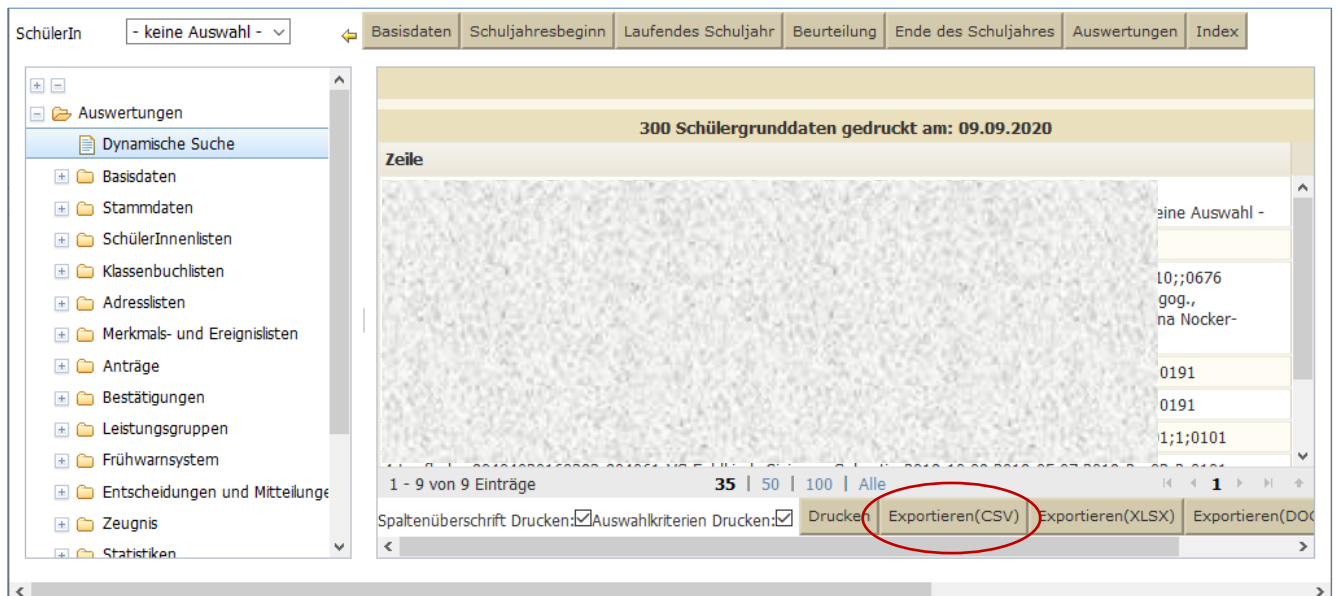 SchülerIn - keine Auswahl - Basisdaten Schuljahresbeginn Laufendes Schuljahr Beurteilung Ende des Schuljahres Auswertungen Index
Auswertungen
Dynamische Suche
Basisdaten
Stammdaten
SchülerInnenlisten
Klassenbuchlisten
Adresslisten
Merkmals- und Ereignislisten
Anträge
Bestätigungen
Leistungsgruppen
Frühwarnsystem
Entscheidungen und Mitteilunge
Zeugnis
Statistiken
300 Schülergrunddaten gedruckt am: 09.09.2020
Zeile
eine Auswahl -
10;;0676
gog.,
na Nocker-
0191
0191
1;1;0101
1 - 9 von 9 Einträge 35 | 50 | 100 | Alle 1
Spaltenüberschrift Drucken: Auswahlkriterien Drucken: Drucken Exportieren(CSV) Exportieren(XLSX) Exportieren(DOC